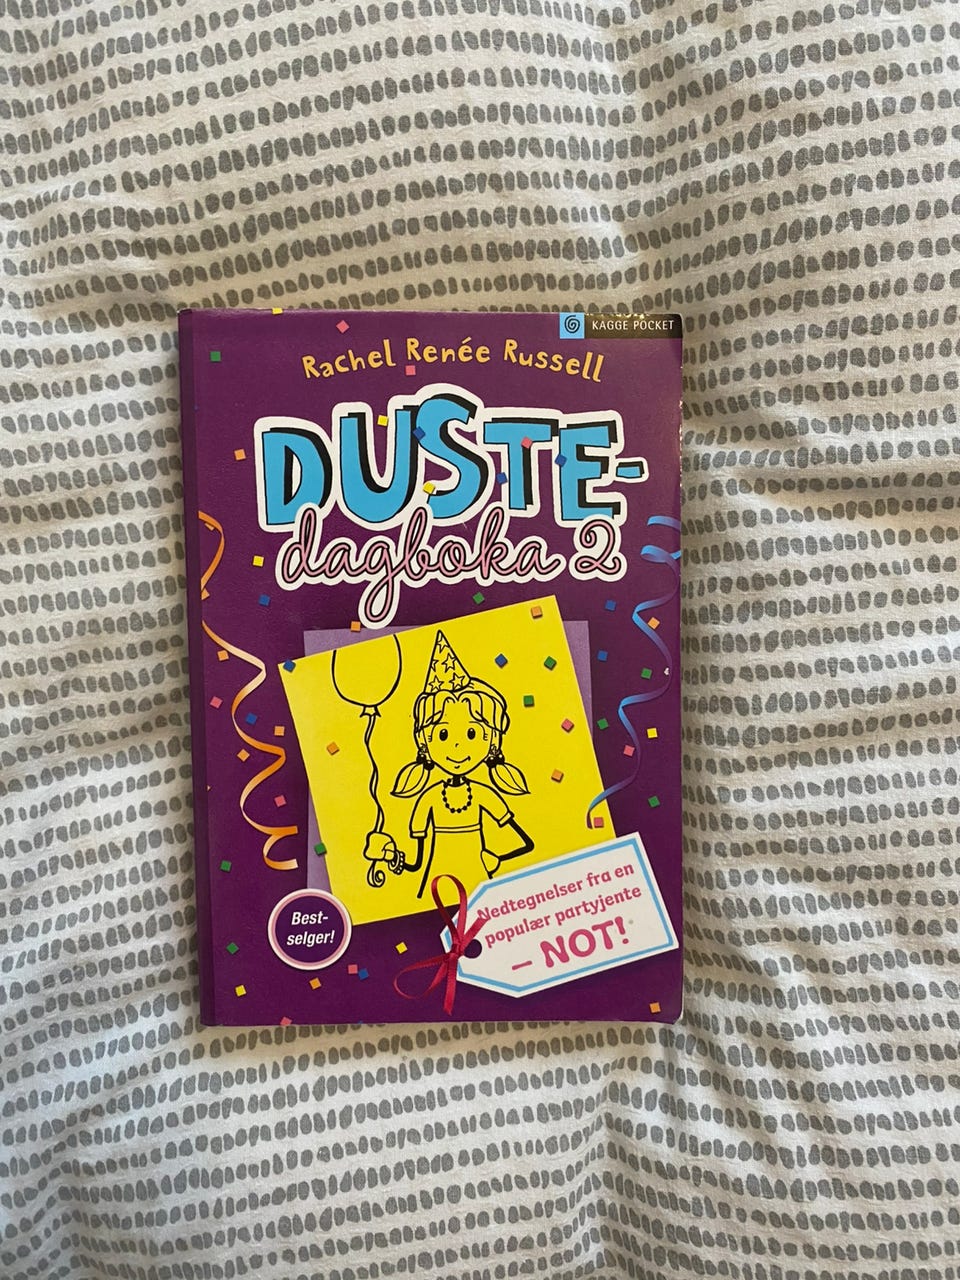 KAGGE POCKET
Rachel Renée Russell
DUSTE-
dagboka 2
Nedtegnelser fra en
populær partyjente
– NOT!
Best-
selger!